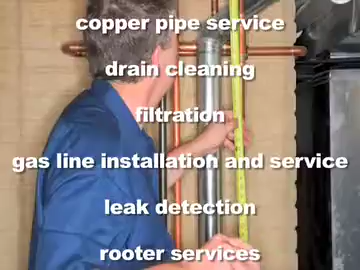 copper pipe service
drain cleaning
filtration
gas line installation and service
leak detection
rooter services